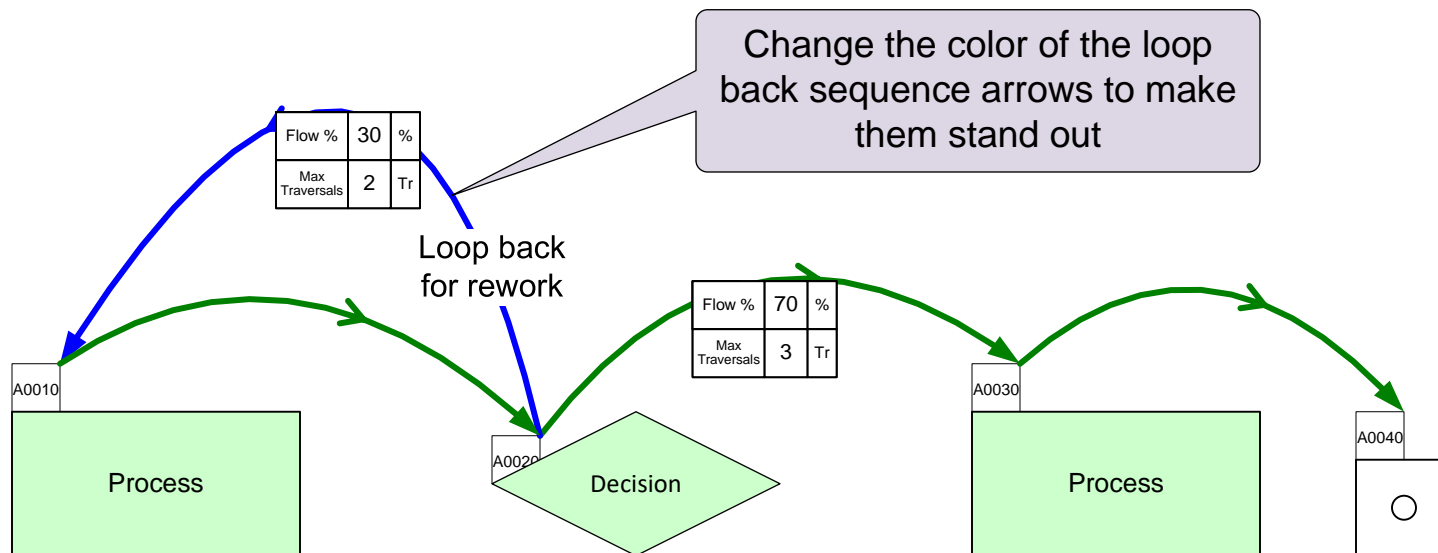 Change the color of the loop
back sequence arrows to make
them stand out
Flow % 30 %
Max
Traversals 2 Tr
Loop back
for rework
Flow % 70 %
Max
Traversals 3 Tr
A0010
A0020
A0030
A0040
Process
Decision
Process